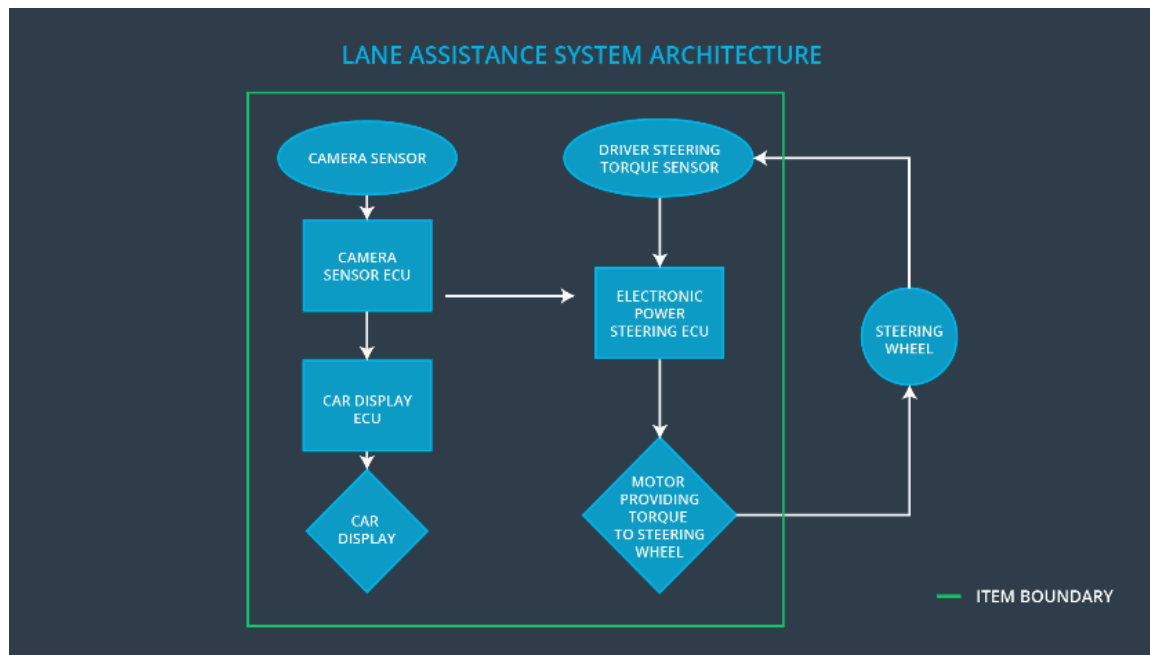 LANE ASSISTANCE SYSTEM ARCHITECTURE
CAMERA SENSOR
DRIVER STEERING
TORQUE SENSOR
CAMERA
SENSOR ECU
ELECTRONIC
POWER
STEERING ECU
STEERING
WHEEL
CAR DISPLAY
ECU
CAR
DISPLAY
MOTOR
PROVIDING
TORQUE
TO STEERING
WHEEL
ITEM BOUNDARY